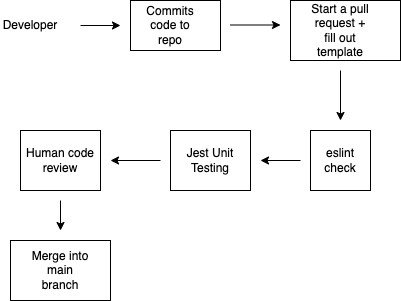 Developer
Commits
code to
repo
Start a pull
request +
fill out
template
Human code
review
Jest Unit
Testing
eslint
check
Merge into
main
branch